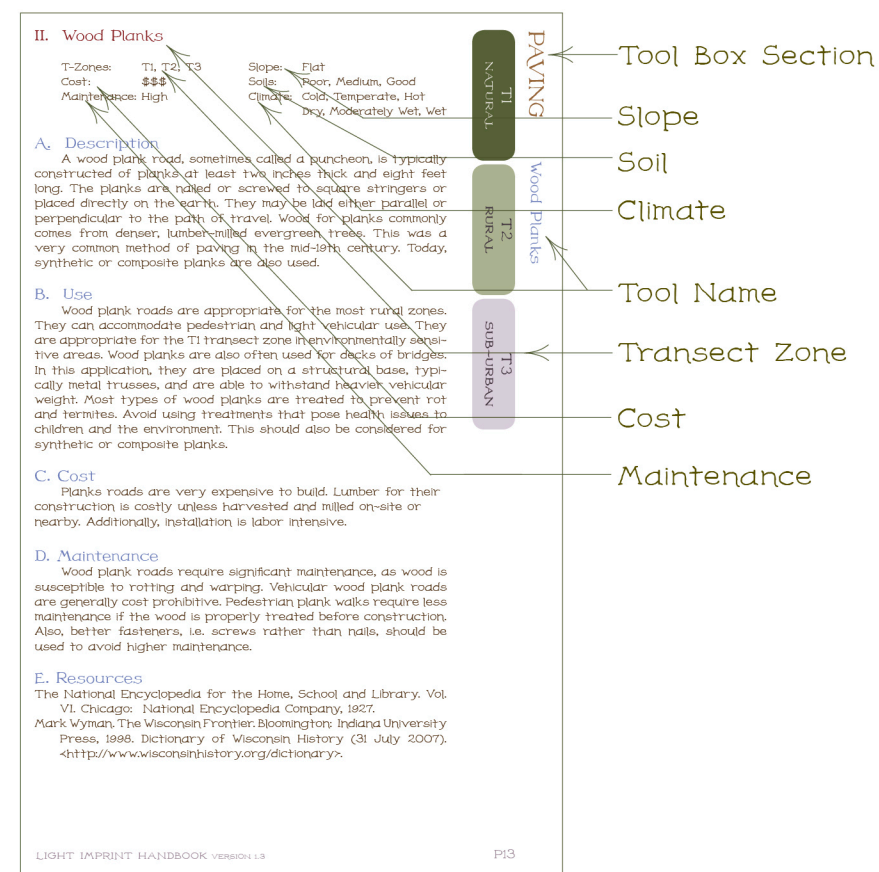 II. Wood Planks
T-Zones: T1, T2, T3 Slope: Flat
Cost: $$$ Soils: Poor, Medium, Good
Maintenance: High Climate: Cold, Temperate, Hot
Dry, Moderately Wet, Wet
A. Description
A wood plank road, sometimes called a puncheon, is typically
constructed of planks at least two inches thick and eight feet
long. The planks are nailed or screwed to square stringers or
placed directly on the earth. They may be laid either parallel or
perpendicular to the path of travel. Wood for planks commonly
comes from denser, lumber-milled evergreen trees. This was a
very common method of paving in the mid-19th century. Today,
synthetic or composite planks are also used.
B. Use
Wood plank roads are appropriate for the most rural zones.
They can accommodate pedestrian and light vehicular use. They
are appropriate for the T1 transect zone in environmentally sensi-
tive areas. Wood planks are also often used for decks of bridges.
In this application, they are placed on a structural base, typi-
cally metal trusses, and are able to withstand heavier vehicular
weight. Most types of wood planks are treated to prevent rot
and termites. Avoid using treatments that pose health issues to
children and the environment. This should also be considered for
synthetic or composite planks.
C. Cost
Planks roads are very expensive to build. Lumber for their
construction is costly unless harvested and milled on-site or
nearby. Additionally, installation is labor intensive.
D. Maintenance
Wood plank roads require significant maintenance, as wood is
susceptible to rotting and warping. Vehicular wood plank roads
are generally cost prohibitive. Pedestrian plank walks require less
maintenance if the wood is properly treated before construction.
Also, better fasteners, i.e. screws rather than nails, should be
used to avoid higher maintenance.
E. Resources
The National Encyclopedia for the Home, School and Library. Vol.
VI. Chicago: National Encyclopedia Company, 1927.
Mark Wyman. The Wisconsin Frontier. Bloomington: Indiana University
Press, 1998. Dictionary of Wisconsin History (31 July 2007).
<http://www.wisconsinhistory.org/dictionary>.
LIGHT IMPRINT HANDBOOK VERSION 1.3
P13
PAVING
Wood Planks
T1
NATURAL
T2
RURAL
T3
SUB-URBAN
Tool Box Section
Slope
Soil
Climate
Tool Name
Transect Zone
Cost
Maintenance